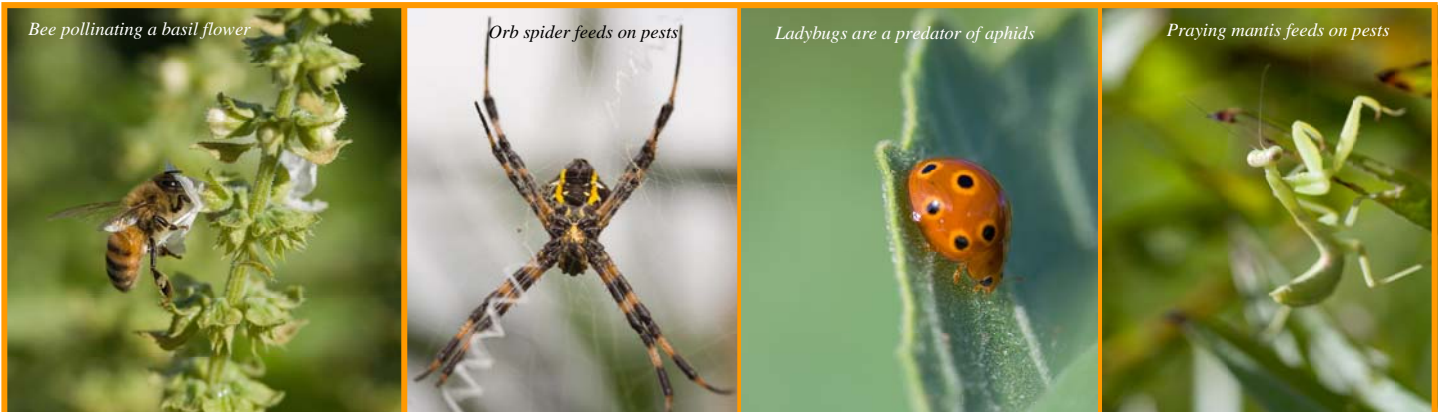 Bee pollinating a basil flower
Orb spider feeds on pests
Ladybugs are a predator of aphids
Praying mantis feeds on pests